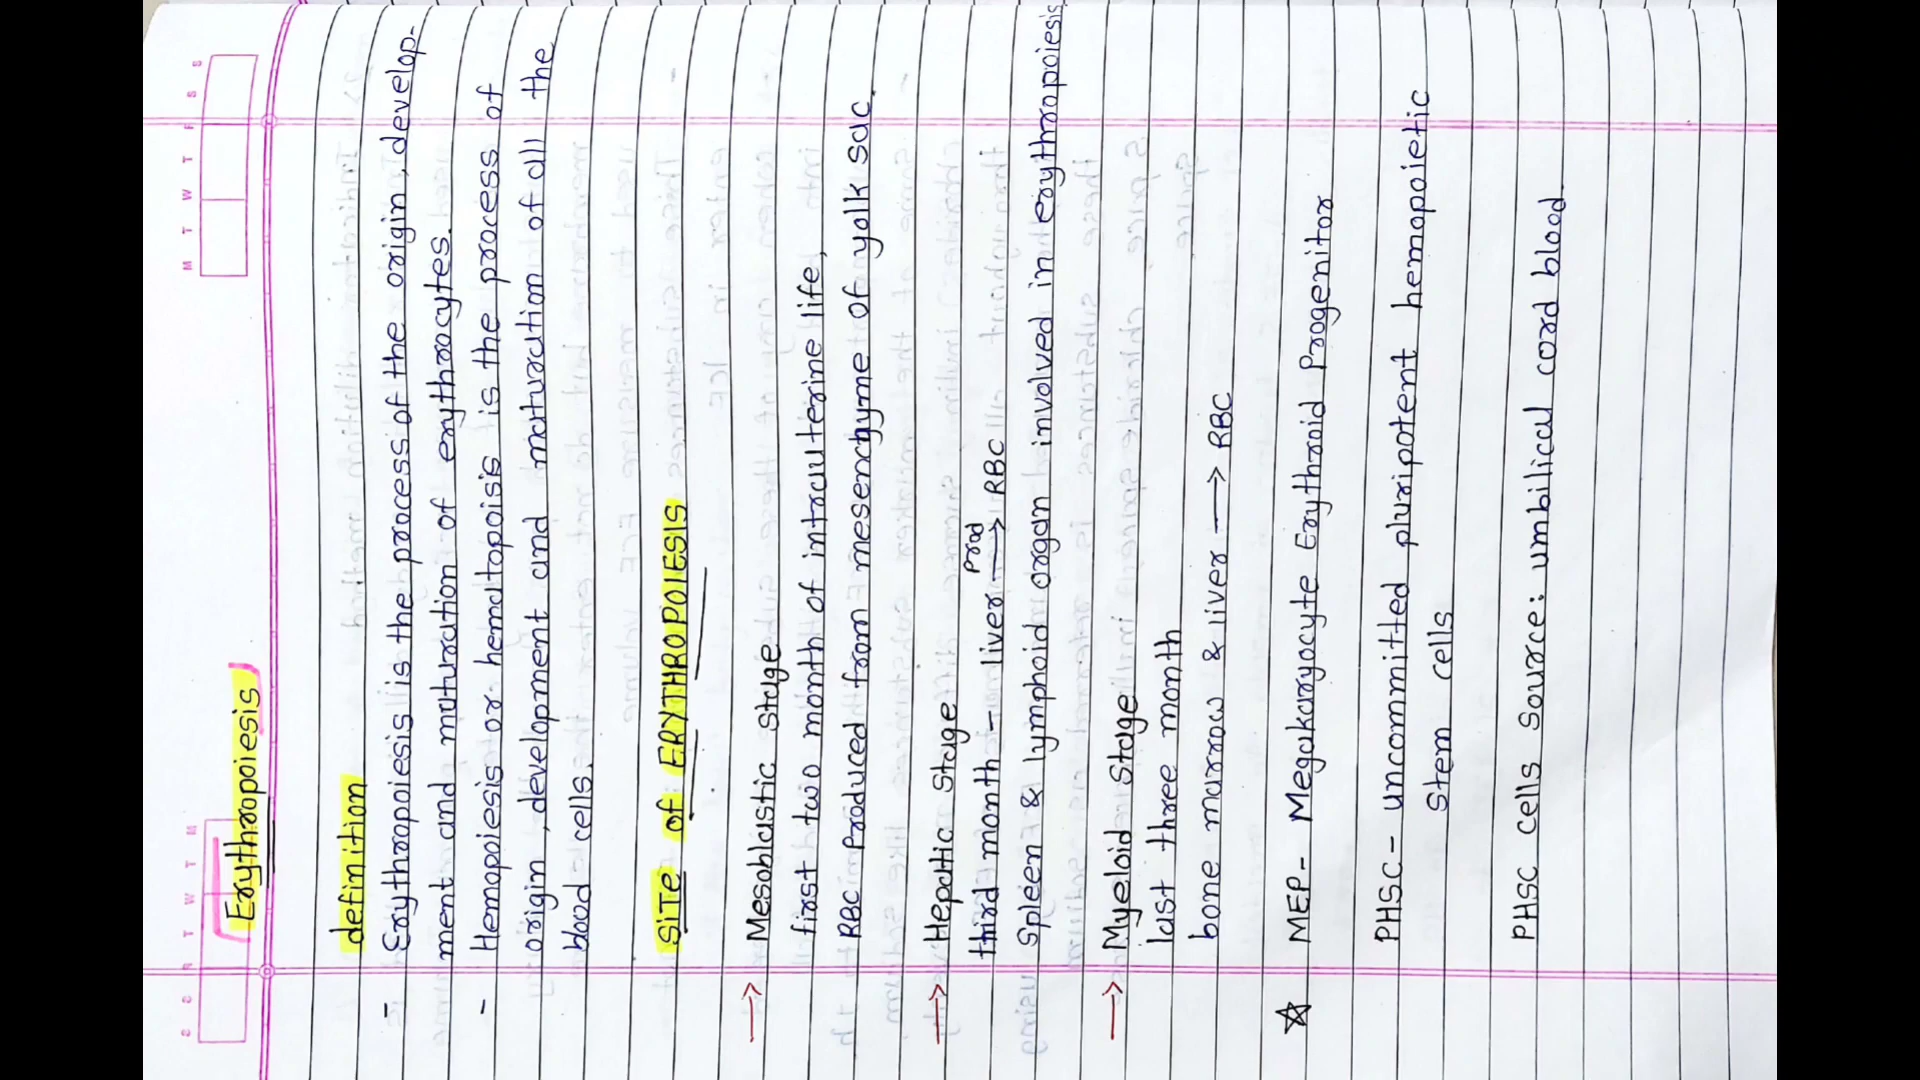 Erythropoiesis
definition
- Erythropoiesis is the process of the origin, develop-
ment and maturation of erythrocytes.
- Hemopoiesis or hematopoisis is the process of
origin, development and maturation of all the
blood cells.
SITE of ERYTHROPOIESIS
→ Mesoblastic stage
first two month of intrauterine life,
RBC produced from mesenchyme of yolk sac.
→ Hepatic stage
third month - liver prod → RBC
spleen & lymphoid organ involved in erythropoiesis
→ Myeloid stage
last three month
bone marrow & liver → RBC
☆ MEP- Megakaryocyte Erythroid Progenitor
PHSC- uncommitted pluripotent hemopoietic
stem cells
PHSC cells source: umbilical cord blood.